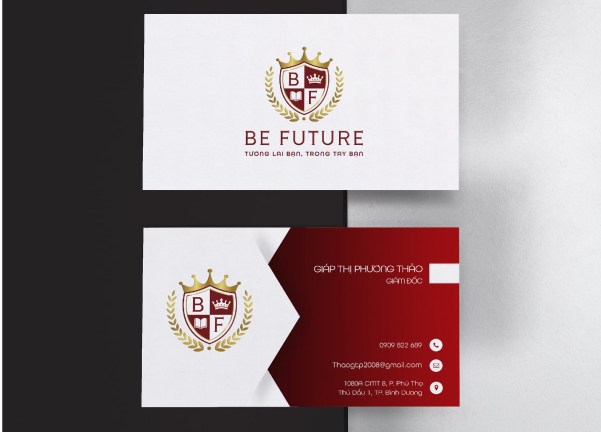 B
F
BE FUTURE
TƯƠNG LAI BẠN, TRONG TAY BẠN
B
F
GIÁP THỊ PHƯƠNG THẢO
GIÁM ĐỐC
0909 822 689
Thaogtp2008@gmail.com
1080A CMT 8, P. Phú Thọ
Thủ Dầu 1, TP. Bình Dương